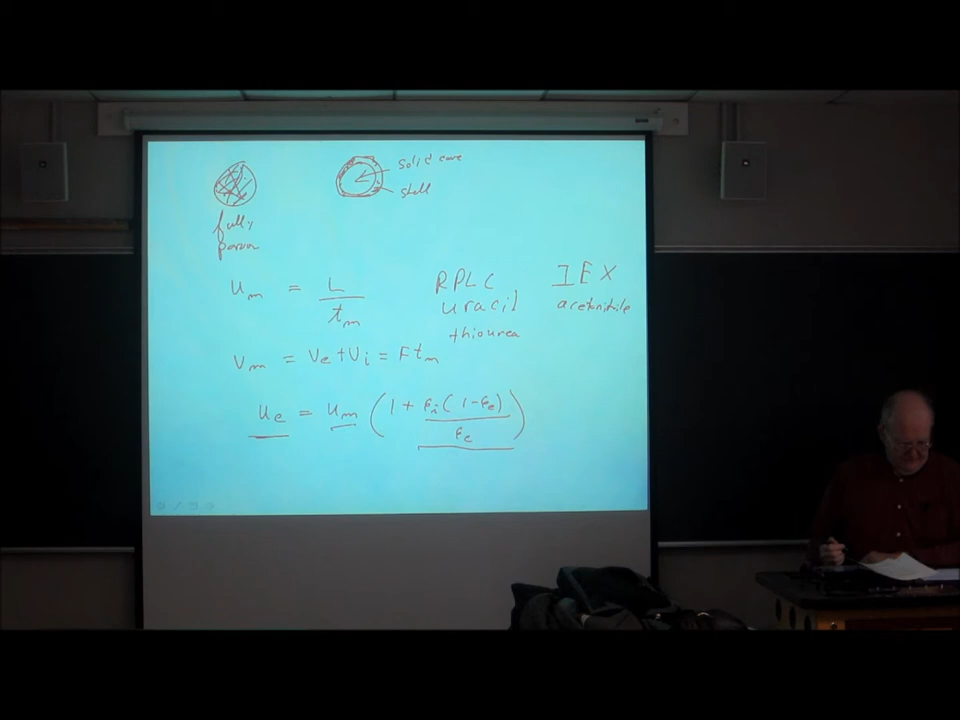 solid core
shell
fully
porous
u_m = L / t_m
RPLC
uracil
thiourea
IEX
acetonitrile
V_m = V_e + V_i = F t_m
u_e = u_m (1 + ε_i(1-ε_e) / ε_e)